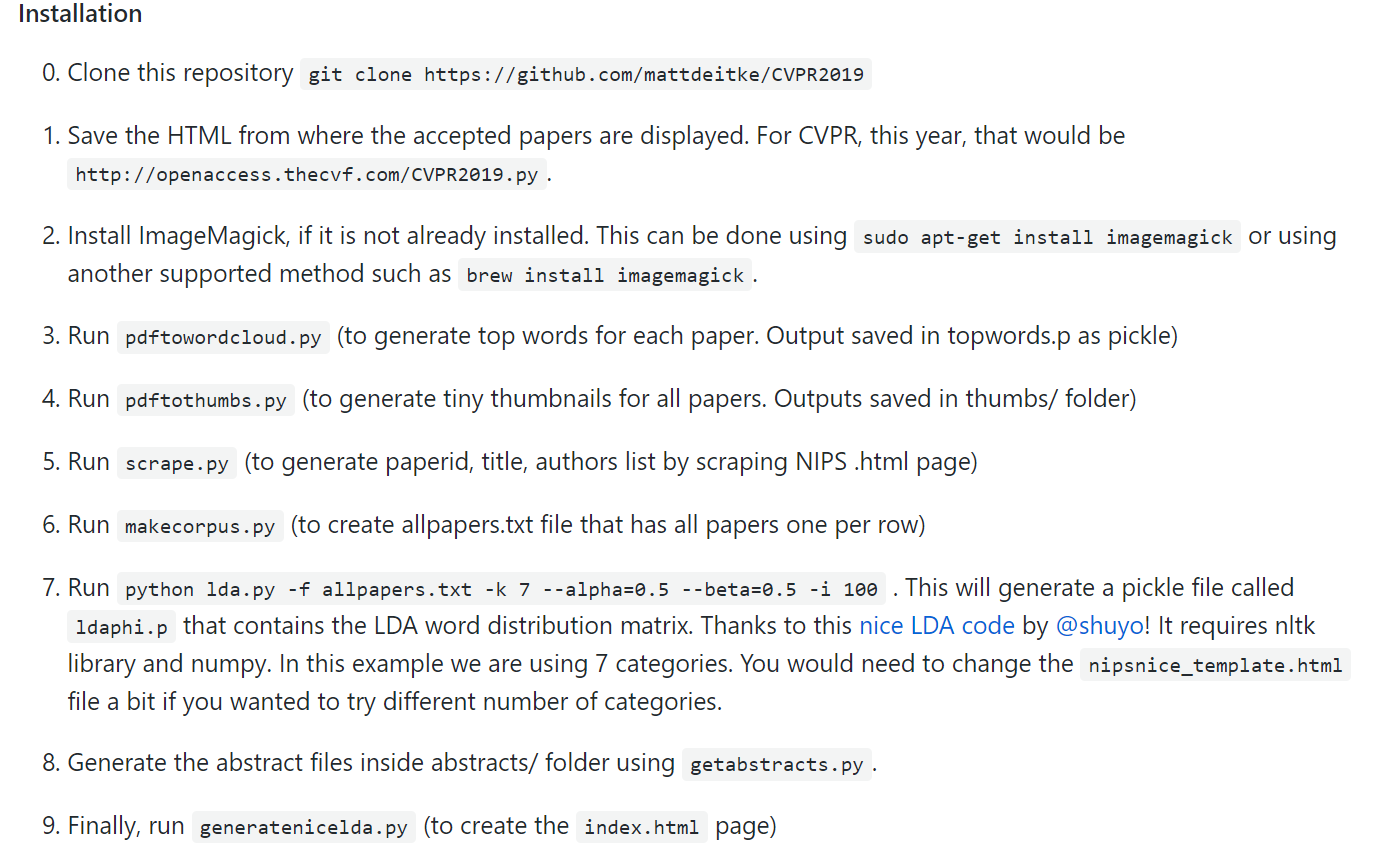 Installation
0. Clone this repository git clone https://github.com/mattdeitke/CVPR2019
1. Save the HTML from where the accepted papers are displayed. For CVPR, this year, that would be
http://openaccess.thecvf.com/CVPR2019.py.
2. Install ImageMagick, if it is not already installed. This can be done using sudo apt-get install imagemagick or using
another supported method such as brew install imagemagick.
3. Run pdftowordcloud.py (to generate top words for each paper. Output saved in topwords.p as pickle)
4. Run pdftothumbs.py (to generate tiny thumbnails for all papers. Outputs saved in thumbs/ folder)
5. Run scrape.py (to generate paperid, title, authors list by scraping NIPS .html page)
6. Run makecorpus.py (to create allpapers.txt file that has all papers one per row)
7. Run python lda.py -f allpapers.txt -k 7 --alpha=0.5 --beta=0.5 -i 100 . This will generate a pickle file called
ldaphi.p that contains the LDA word distribution matrix. Thanks to this nice LDA code by @shuyo! It requires nltk
library and numpy. In this example we are using 7 categories. You would need to change the nipsnice_template.html
file a bit if you wanted to try different number of categories.
8. Generate the abstract files inside abstracts/ folder using getabstracts.py.
9. Finally, run generatenicelda.py (to create the index.html page)